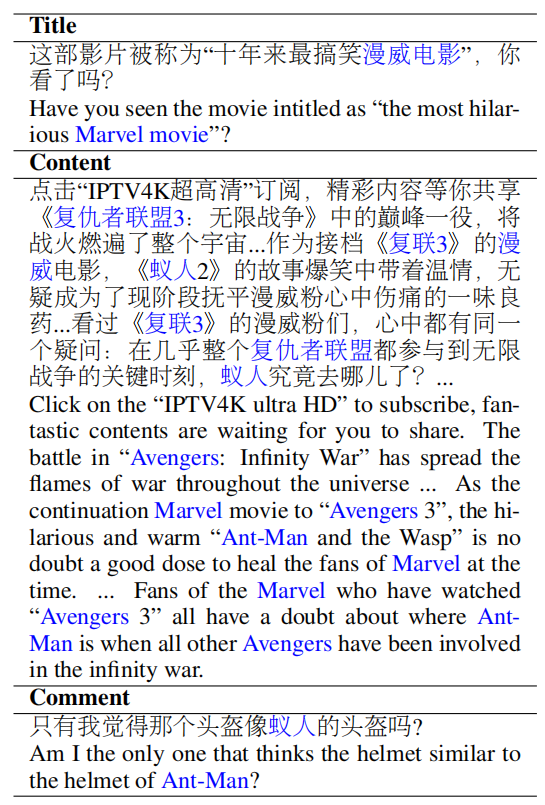 Title
这部影片被称为“十年来最搞笑漫威电影”，你
看了吗？
Have you seen the movie intitled as “the most hilar-
ious Marvel movie”?
Content
点击“IPTV4K超高清”订阅，精彩内容等你共享
《复仇者联盟3：无限战争》中的巅峰一役，将
战火燃遍了整个宇宙...作为接档《复联3》的漫
威电影，《蚁人2》的故事爆笑中带着温情，无
疑成为了现阶段抚平漫威粉心中伤痛的一味良
药...看过《复联3》的漫威粉们，心中都有同一
个疑问：在几乎整个复仇者联盟都参与到无限
战争的关键时刻，蚁人究竟去哪儿了？...
Click on the “IPTV4K ultra HD” to subscribe, fan-
tastic contents are waiting for you to share. The
battle in “Avengers: Infinity War” has spread the
flames of war throughout the universe ... As the
continuation Marvel movie to “Avengers 3”, the hi-
larious and warm “Ant-Man and the Wasp” is no
doubt a good dose to heal the fans of Marvel at the
time. ... Fans of the Marvel who have watched
“Avengers 3” all have a doubt about where Ant-
Man is when all other Avengers have been involved
in the infinity war.
Comment
只有我觉得那个头盔像蚁人的头盔吗?
Am I the only one that thinks the helmet similar to
the helmet of Ant-Man?